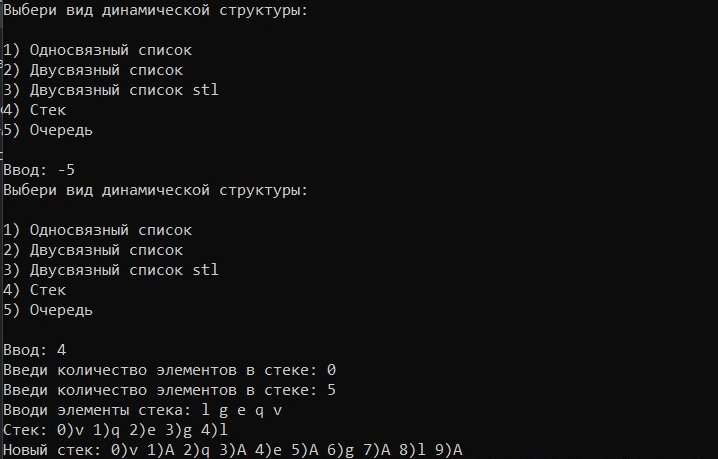 Выбери вид динамической структуры:
1) Односвязный список
2) Двусвязный список
3) Двусвязный список stl
4) Стек
5) Очередь
Ввод: -5
Выбери вид динамической структуры:
1) Односвязный список
2) Двусвязный список
3) Двусвязный список stl
4) Стек
5) Очередь
Ввод: 4
Введи количество элементов в стеке: 0
Введи количество элементов в стеке: 5
Вводи элементы стека: l g e q v
Стек: 0)v 1)q 2)e 3)g 4)l
Новый стек: 0)v 1)A 2)q 3)A 4)e 5)A 6)g 7)A 8)l 9)A